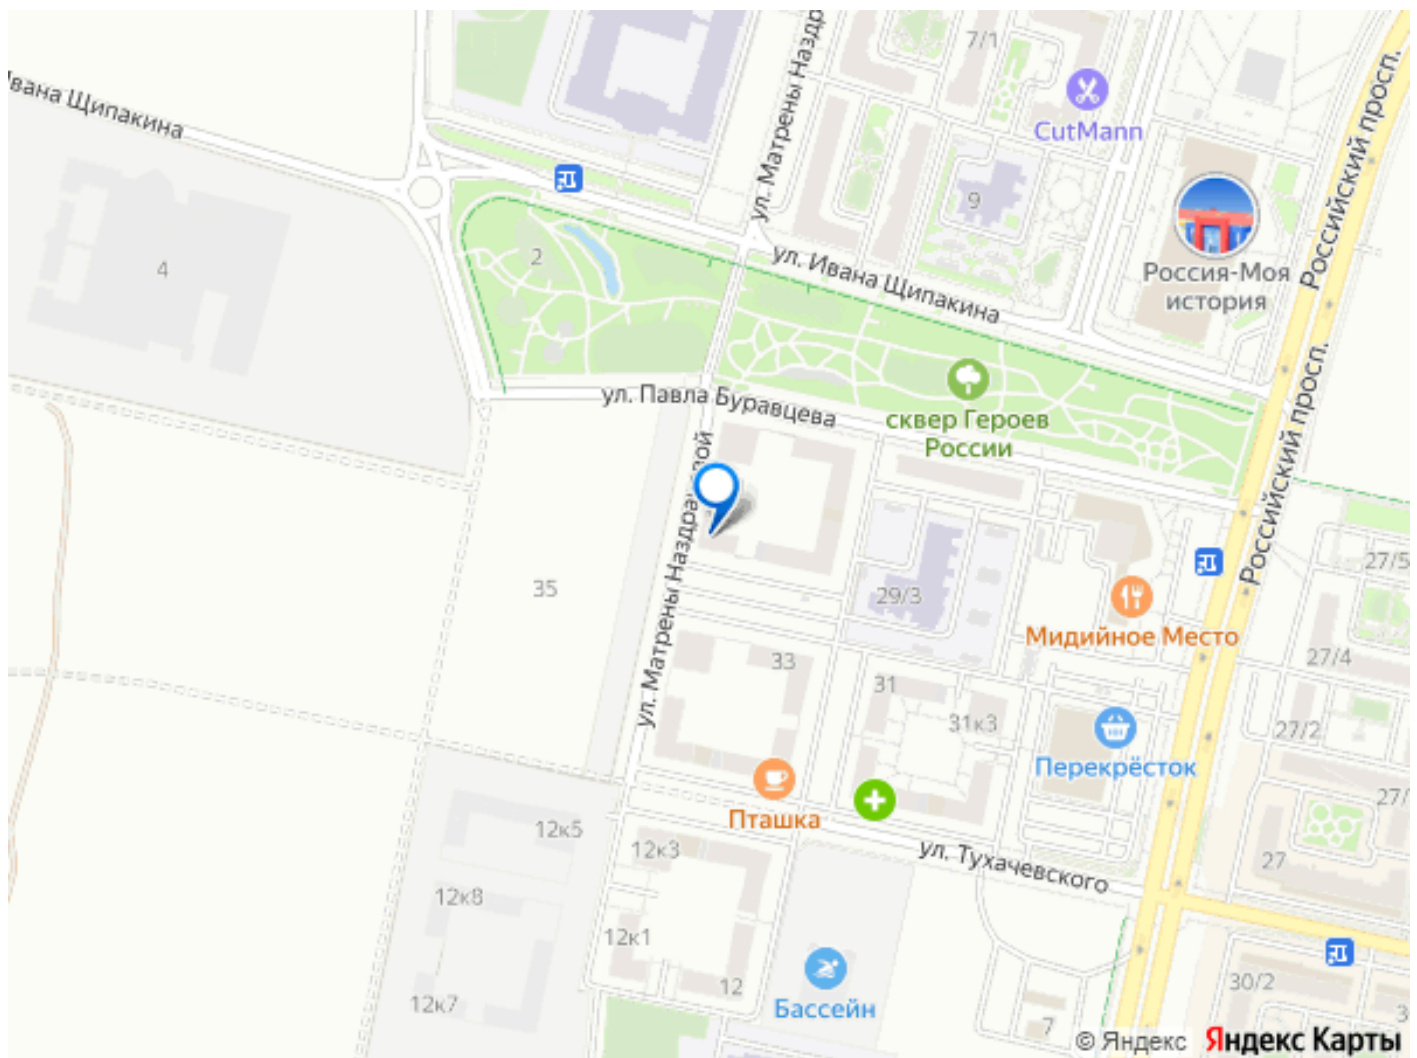 7/1
CutMann
Российский просп.
Ивана Щипакина
ул. Матрены Наздр
9
4
2
ул. Ивана Щипакина
Россия-Моя
история
ул. Павла Буравцева
сквер Героев
России
Российский просп.
27/5
35
29/3
Мидийное Место
ул. Матрены Наздра
вой
33
31
27/4
31к3
27/2
Перекрёсток
27/
Пташка
12к5
12к3
ул. Тухачевского
27
12к8
12к1
12
Бассейн
30/2
12к7
7
3
© Яндекс
Яндекс Карты